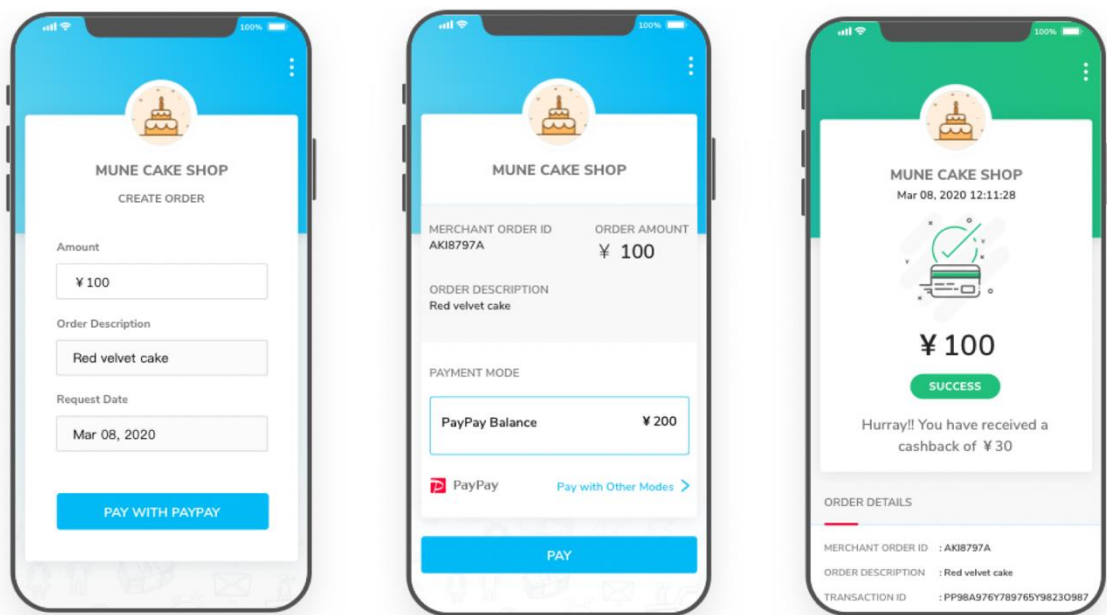 100%
MUNE CAKE SHOP
CREATE ORDER
Amount
¥ 100
Order Description
Red velvet cake
Request Date
Mar 08, 2020
PAY WITH PAYPAY
100%
MUNE CAKE SHOP
MERCHANT ORDER ID
AKI8797A
ORDER AMOUNT
¥ 100
ORDER DESCRIPTION
Red velvet cake
PAYMENT MODE
PayPay Balance ¥ 200
PayPay Pay with Other Modes
PAY
100%
MUNE CAKE SHOP
Mar 08, 2020 12:11:28
¥ 100
SUCCESS
Hurray!! You have received a
cashback of ¥ 30
ORDER DETAILS
MERCHANT ORDER ID : AKI8797A
ORDER DESCRIPTION : Red velvet cake
TRANSACTION ID : PP98A976Y789765Y9823O987